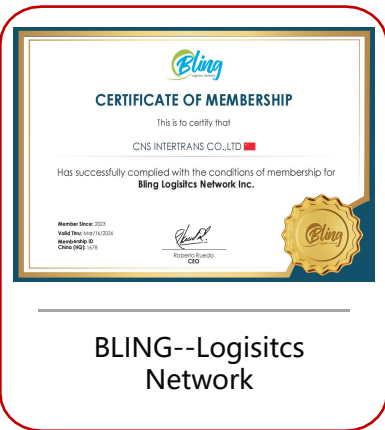 Bling
Logistics Network
CERTIFICATE OF MEMBERSHIP
This is to certify that
CNS INTERTRANS CO.,LTD
Has successfully complied with the conditions of membership for
Bling Logisitcs Network Inc.
Member Since: 2023
Valid Thru: Mar/16/2024
Membership ID
China (HQ): 1678
Roberto Rueda
CEO
Bling
BLING--Logisitcs
Network